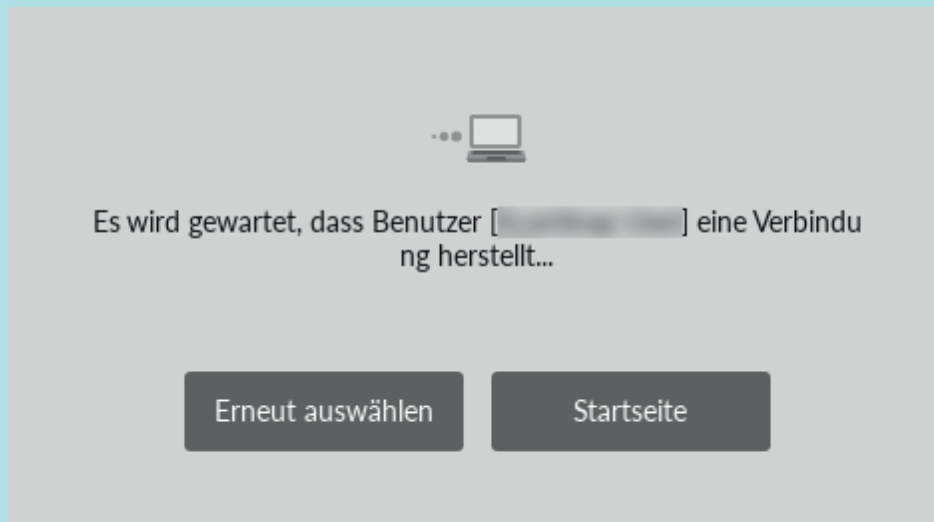 Es wird gewartet, dass Benutzer [] eine Verbindu
ng herstellt...
Erneut auswählen
Startseite